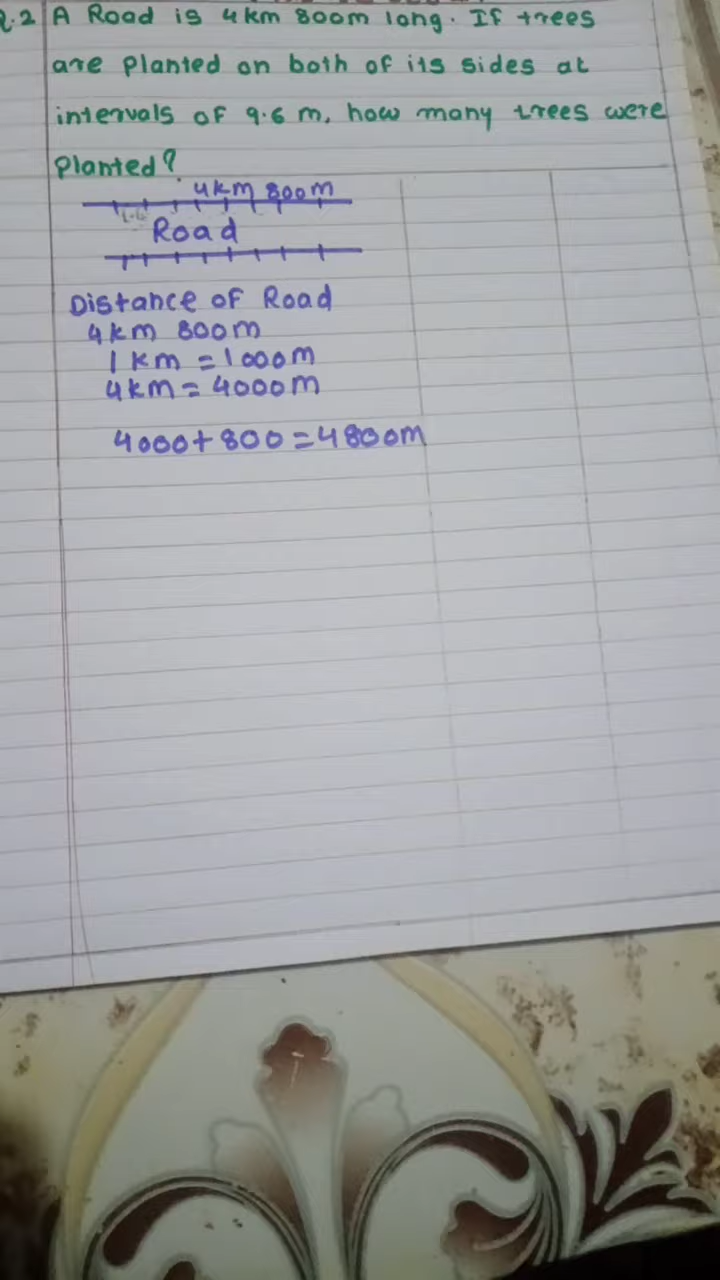 Q.2 A Road is 4km 800m long. If trees
are planted on both of its sides at
intervals of 9.6 m, how many trees were
planted?
4km 800m
Road
Distance of Road
4km 800m
1 km = 1000m
4km = 4000m
4000+800=4800m